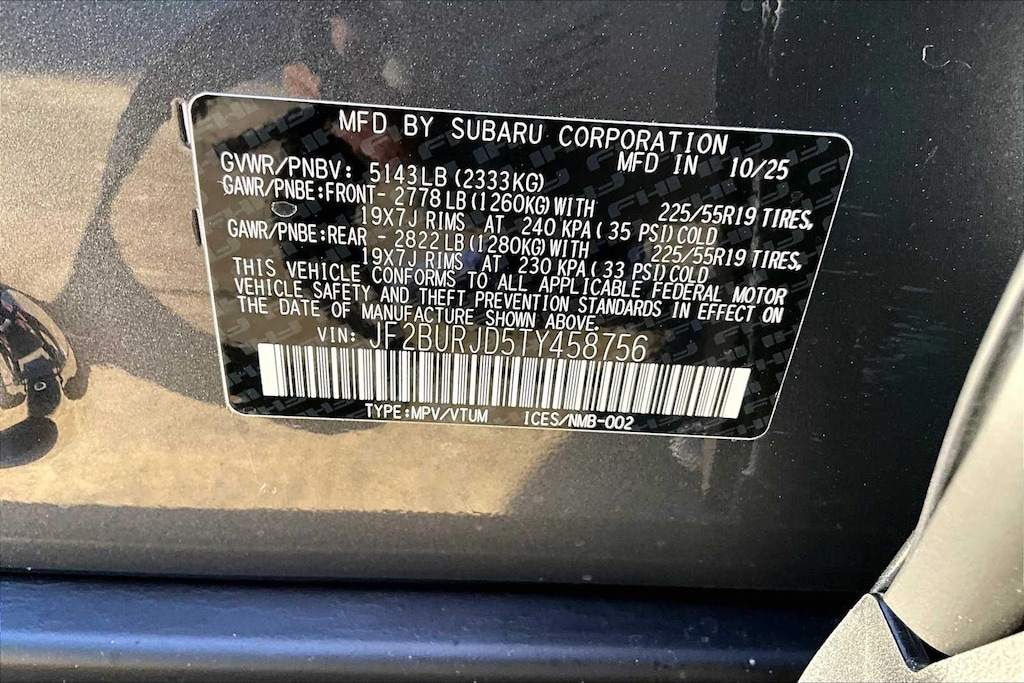 MFD BY SUBARU CORPORATION
GVWR/PNBV: 5143LB (2333KG) MFD IN 10/25
GAWR/PNBE:FRONT- 2778 LB (1260KG) WITH 225/55R19 TIRES,
19X7J RIMS AT 240 KPA ( 35 PSI) COLD
GAWR/PNBE:REAR - 2822 LB (1280KG) WITH 225/55R19 TIRES,
19X7J RIMS AT 230 KPA ( 33 PSI) COLD
THIS VEHICLE CONFORMS TO ALL APPLICABLE FEDERAL MOTOR
VEHICLE SAFETY AND THEFT PREVENTION STANDARDS IN EFFECT ON
THE DATE OF MANUFACTURE SHOWN ABOVE.
VIN: JF2BURJD5TY458756
TYPE:MPV/VTUM ICES/NMB-002